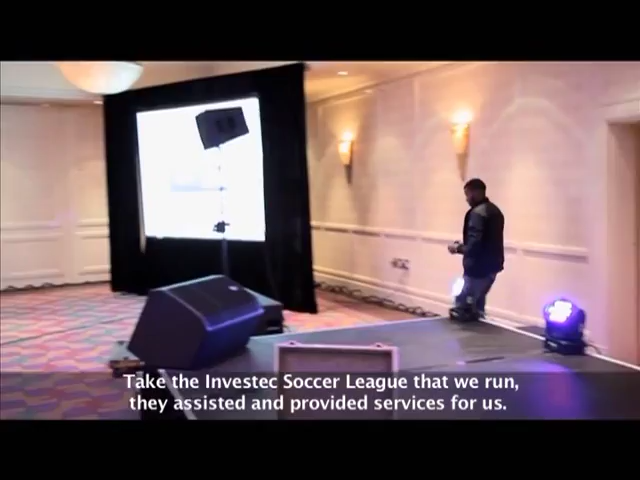 Take the Investec Soccer League that we run,
they assisted and provided services for us.